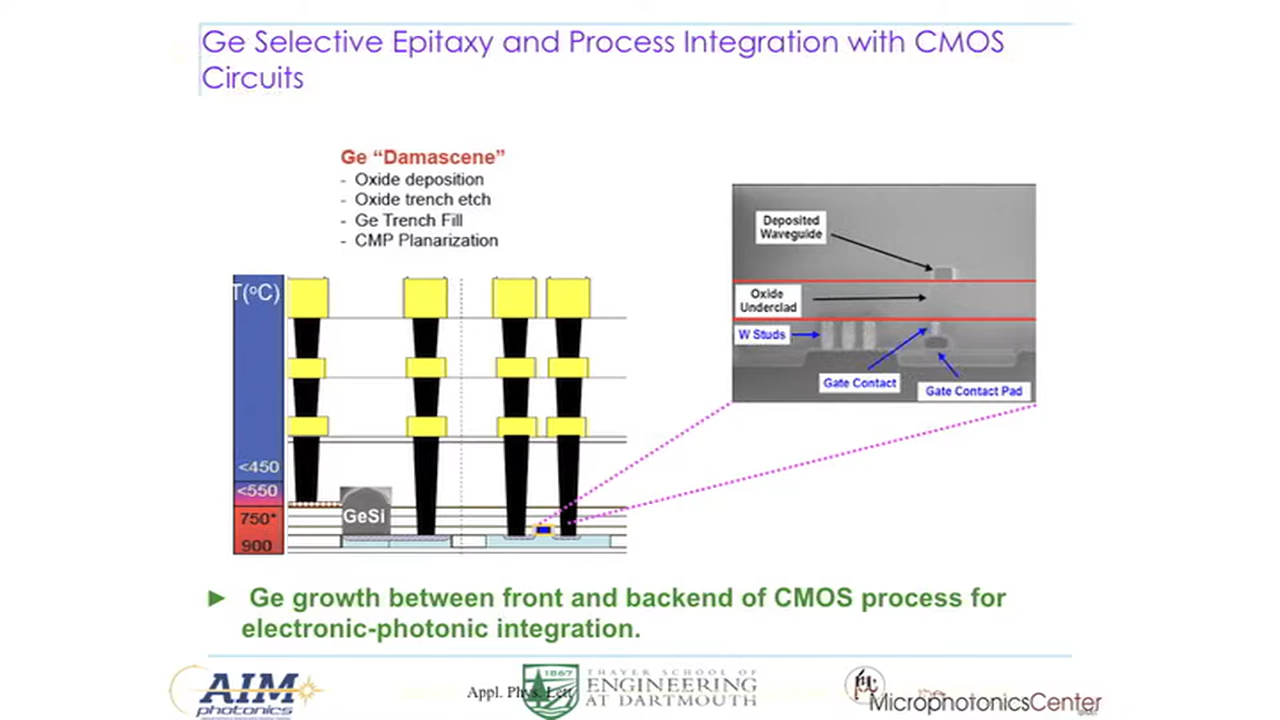 Ge Selective Epitaxy and Process Integration with CMOS
Circuits
Ge “Damascene”
- Oxide deposition
- Oxide trench etch
- Ge Trench Fill
- CMP Planarization
T(°C)
<450
<550
750*
900
GeSi
Deposited
Waveguide
Oxide
Underclad
W Studs
Gate Contact
Gate Contact Pad
► Ge growth between front and backend of CMOS process for
electronic-photonic integration.
AIM
photonics
Appl. Phys. Lett
1867
THAYER SCHOOL OF
ENGINEERING
AT DARTMOUTH
MicrophotonicsCenter